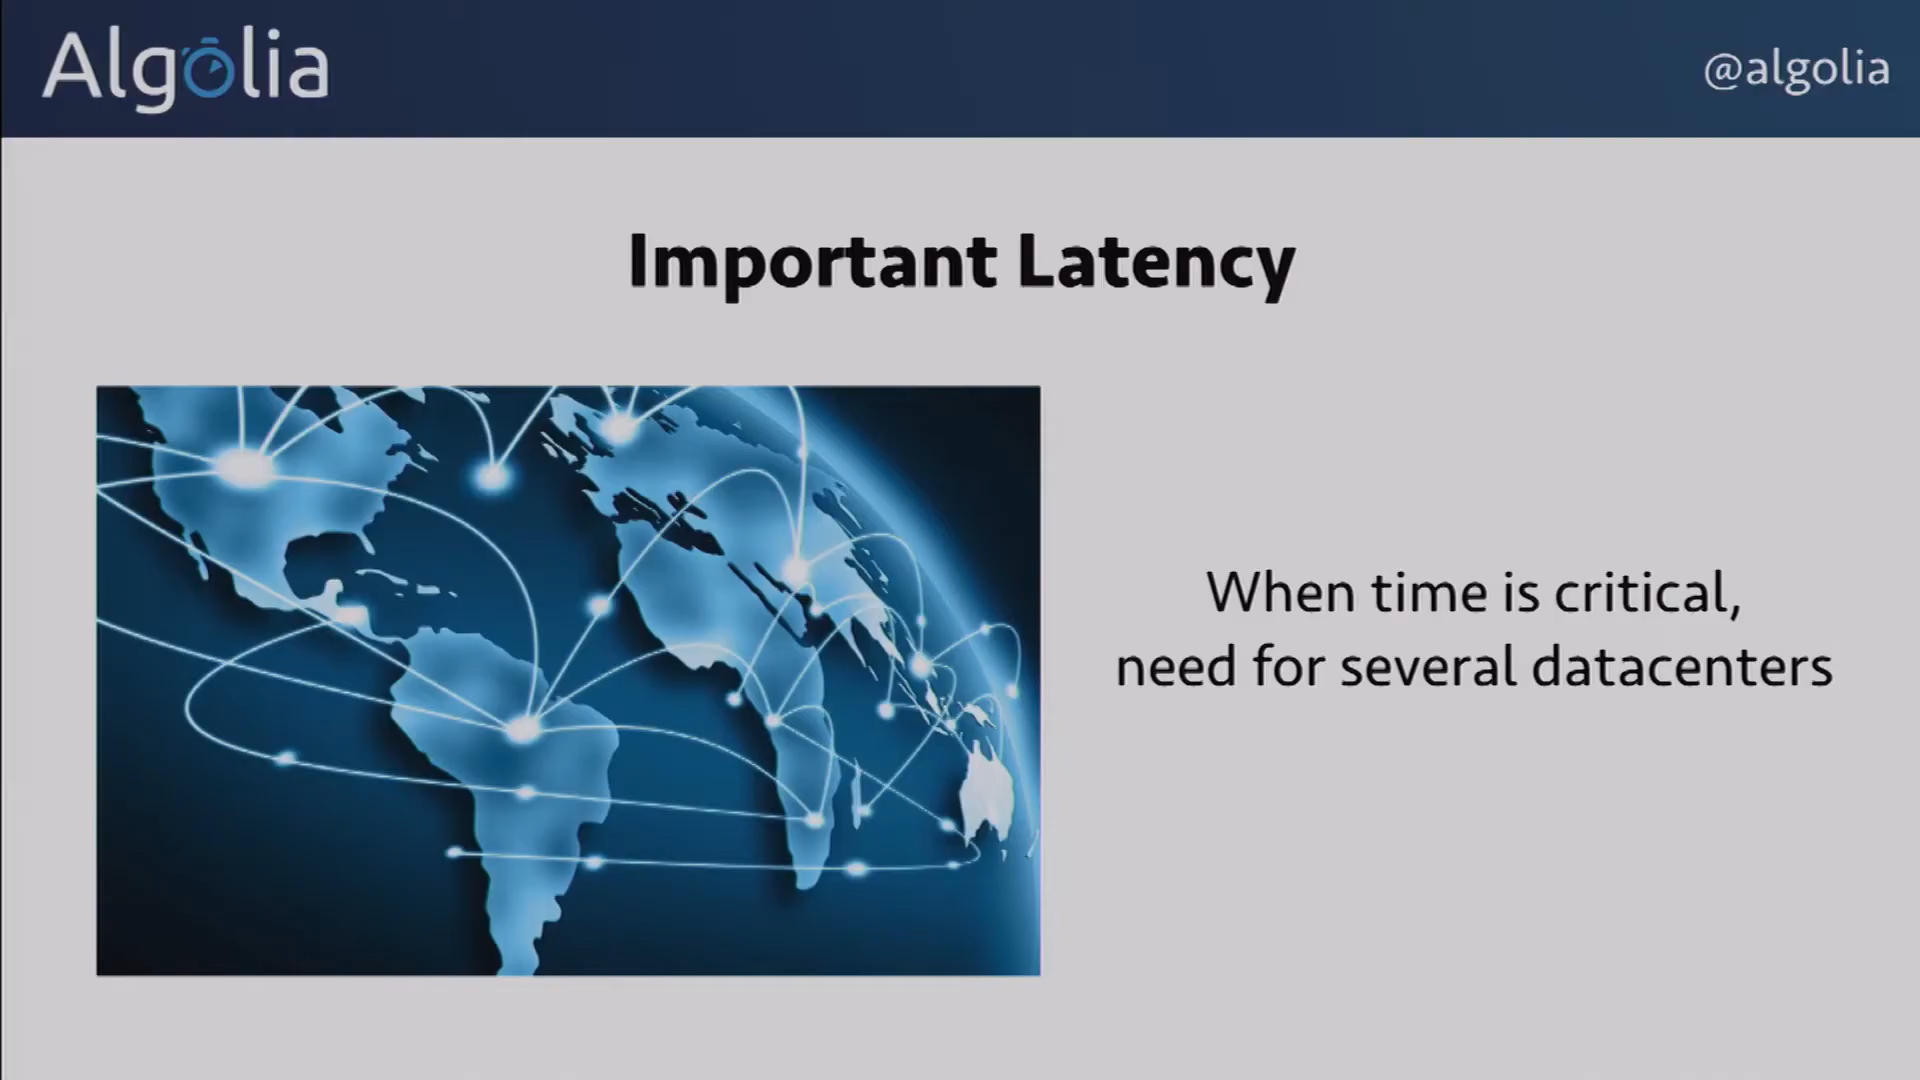 Algolia
@algolia
Important Latency
When time is critical,
need for several datacenters